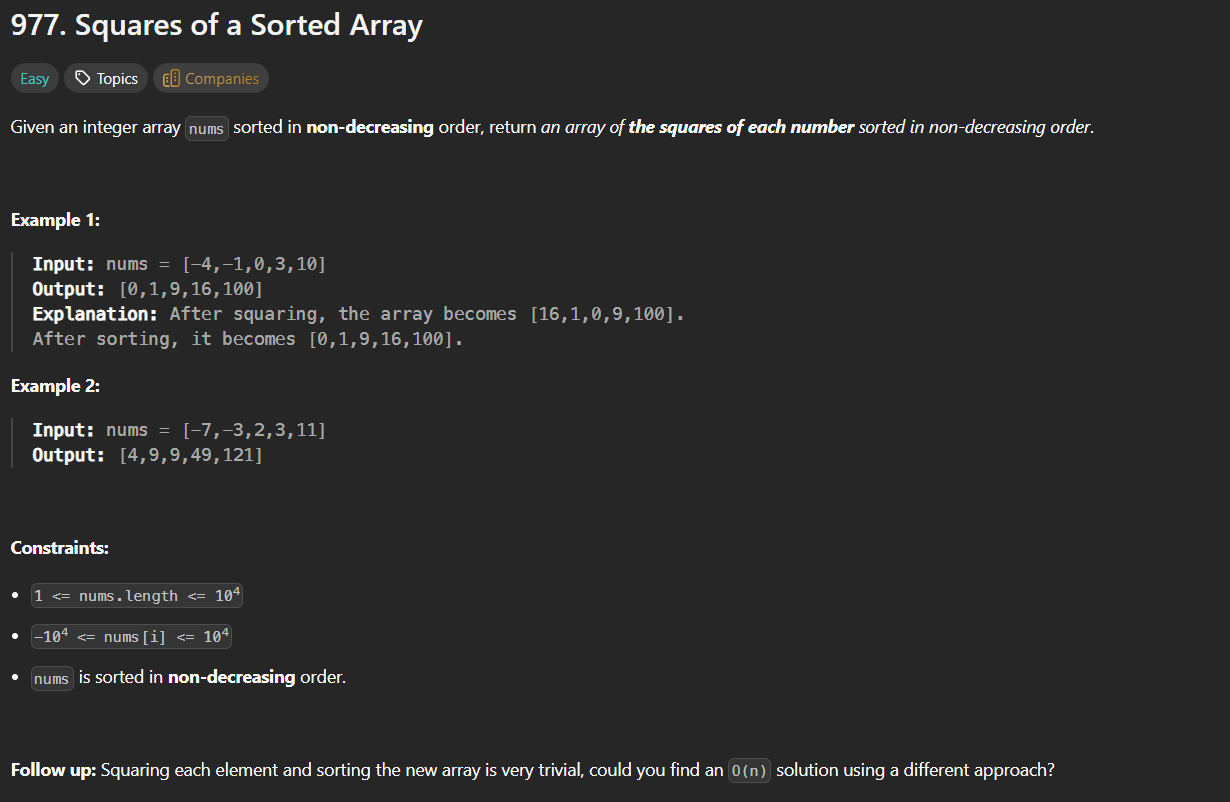 977. Squares of a Sorted Array
Easy Topics Companies
Given an integer array nums sorted in non-decreasing order, return an array of the squares of each number sorted in non-decreasing order.
Example 1:
Input: nums = [-4,-1,0,3,10]
Output: [0,1,9,16,100]
Explanation: After squaring, the array becomes [16,1,0,9,100].
After sorting, it becomes [0,1,9,16,100].
Example 2:
Input: nums = [-7,-3,2,3,11]
Output: [4,9,9,49,121]
Constraints:
• 1 <= nums.length <= 10⁴
• -10⁴ <= nums[i] <= 10⁴
• nums is sorted in non-decreasing order.
Follow up: Squaring each element and sorting the new array is very trivial, could you find an O(n) solution using a different approach?